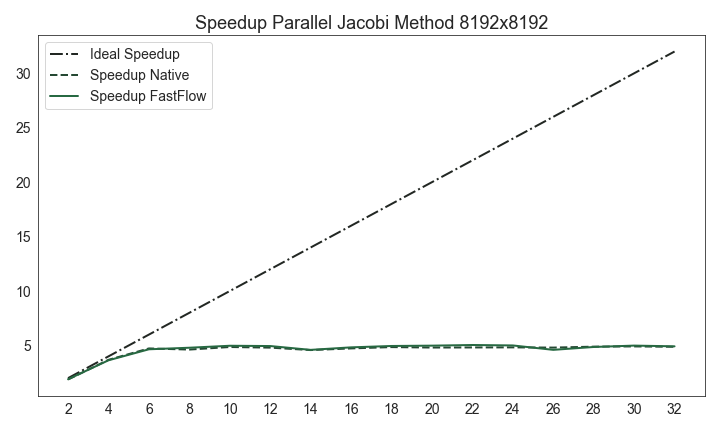 Speedup Parallel Jacobi Method 8192x8192
Ideal Speedup
Speedup Native
Speedup FastFlow
30
25
20
15
10
5
2 4 6 8 10 12 14 16 18 20 22 24 26 28 30 32